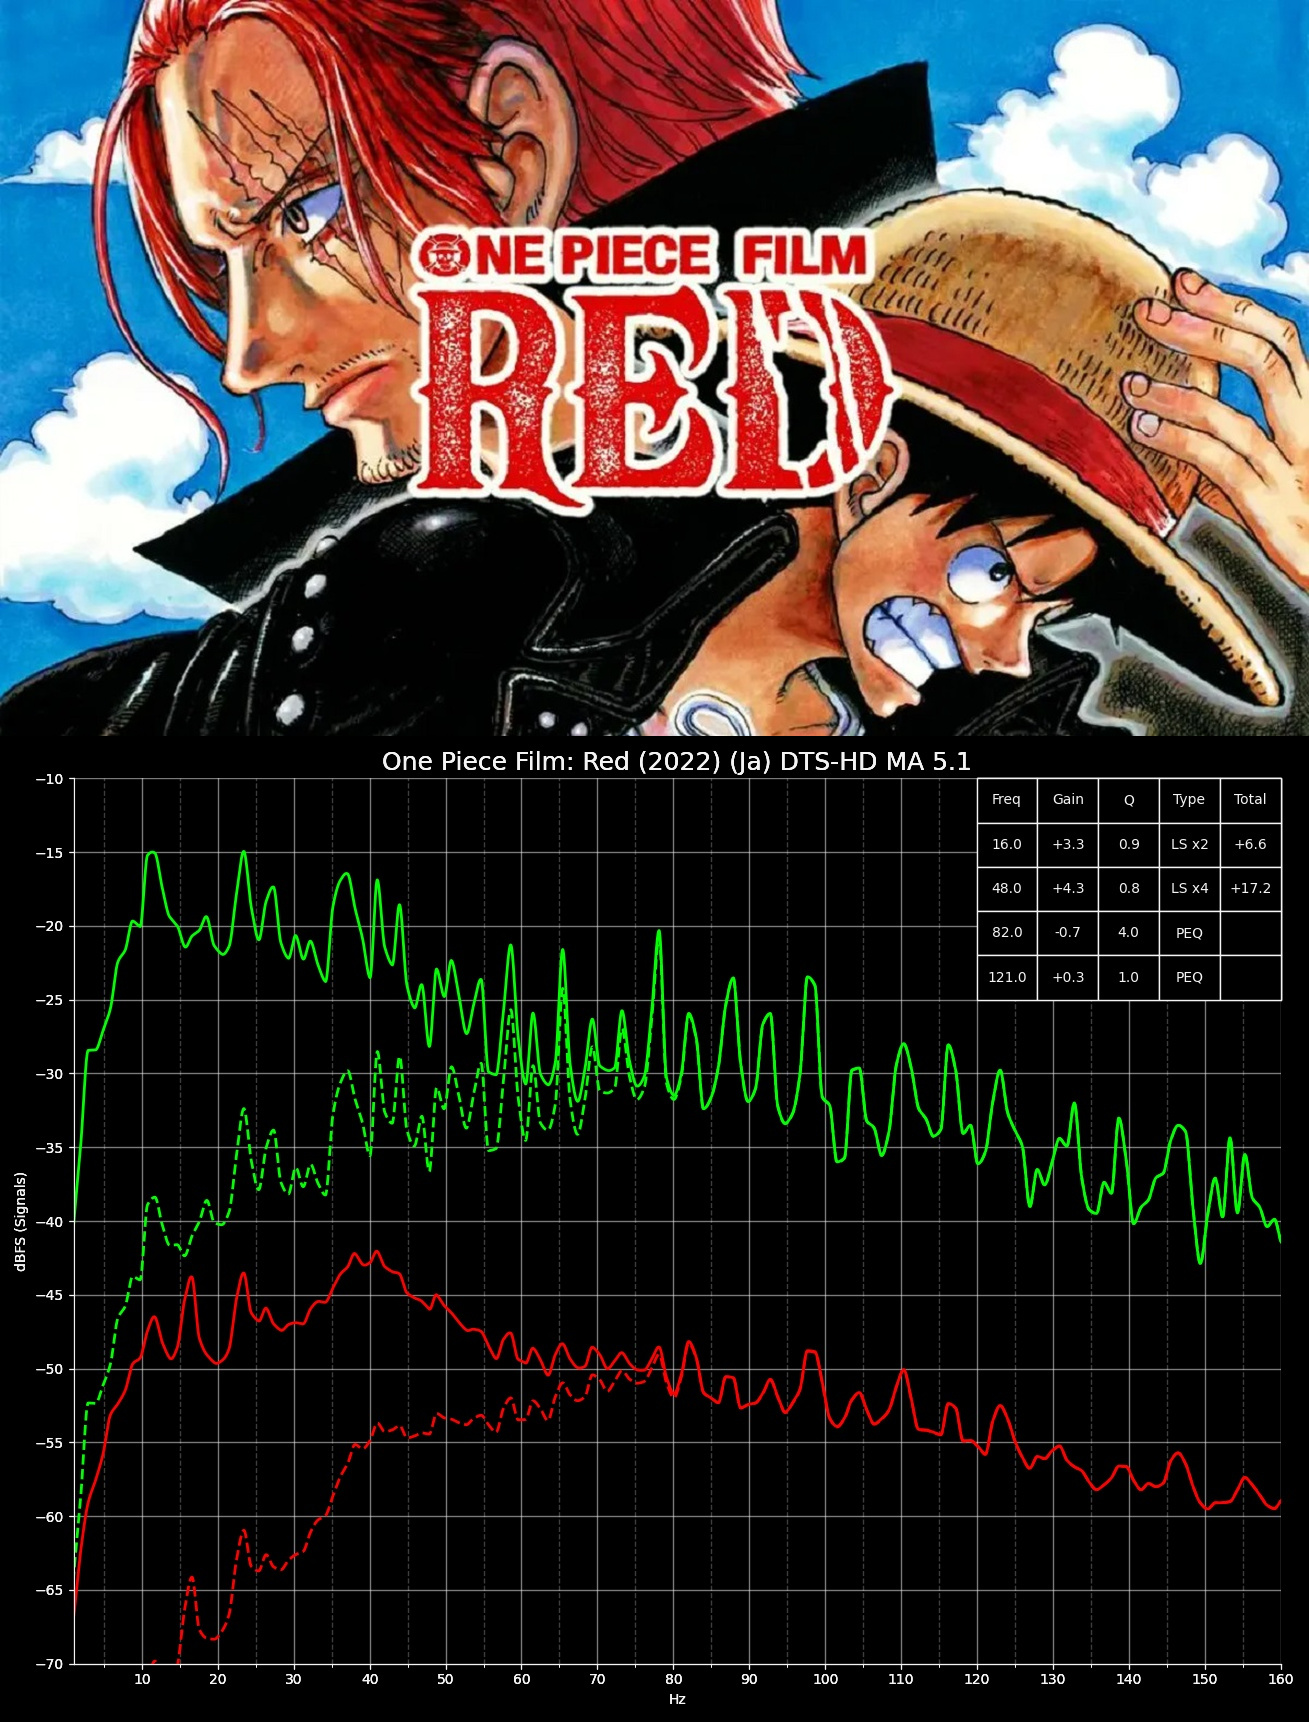 ONE PIECE FILM
RED
One Piece Film: Red (2022) (Ja) DTS-HD MA 5.1
Freq Gain Q Type Total
16.0 +3.3 0.9 LS x2 +6.6
48.0 +4.3 0.8 LS x4 +17.2
82.0 -0.7 4.0 PEQ
121.0 +0.3 1.0 PEQ
−10
−15
−20
−25
−30
−35
−40
−45
−50
−55
−60
−65
−70
dBFS (Signals)
10 20 30 40 50 60 70 80 90 100 110 120 130 140 150 160
Hz